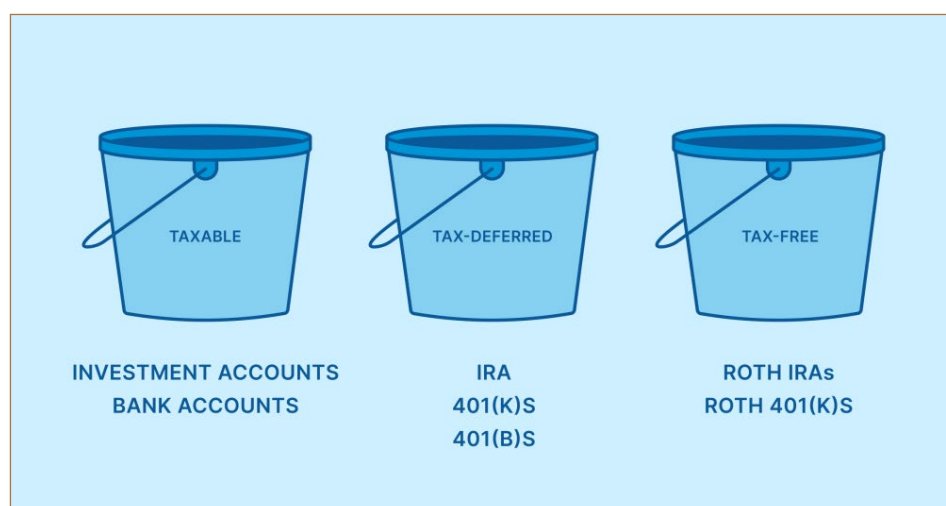 TAXABLE
TAX-DEFERRED
TAX-FREE
INVESTMENT ACCOUNTS
BANK ACCOUNTS
IRA
401(K)S
401(B)S
ROTH IRAs
ROTH 401(K)S